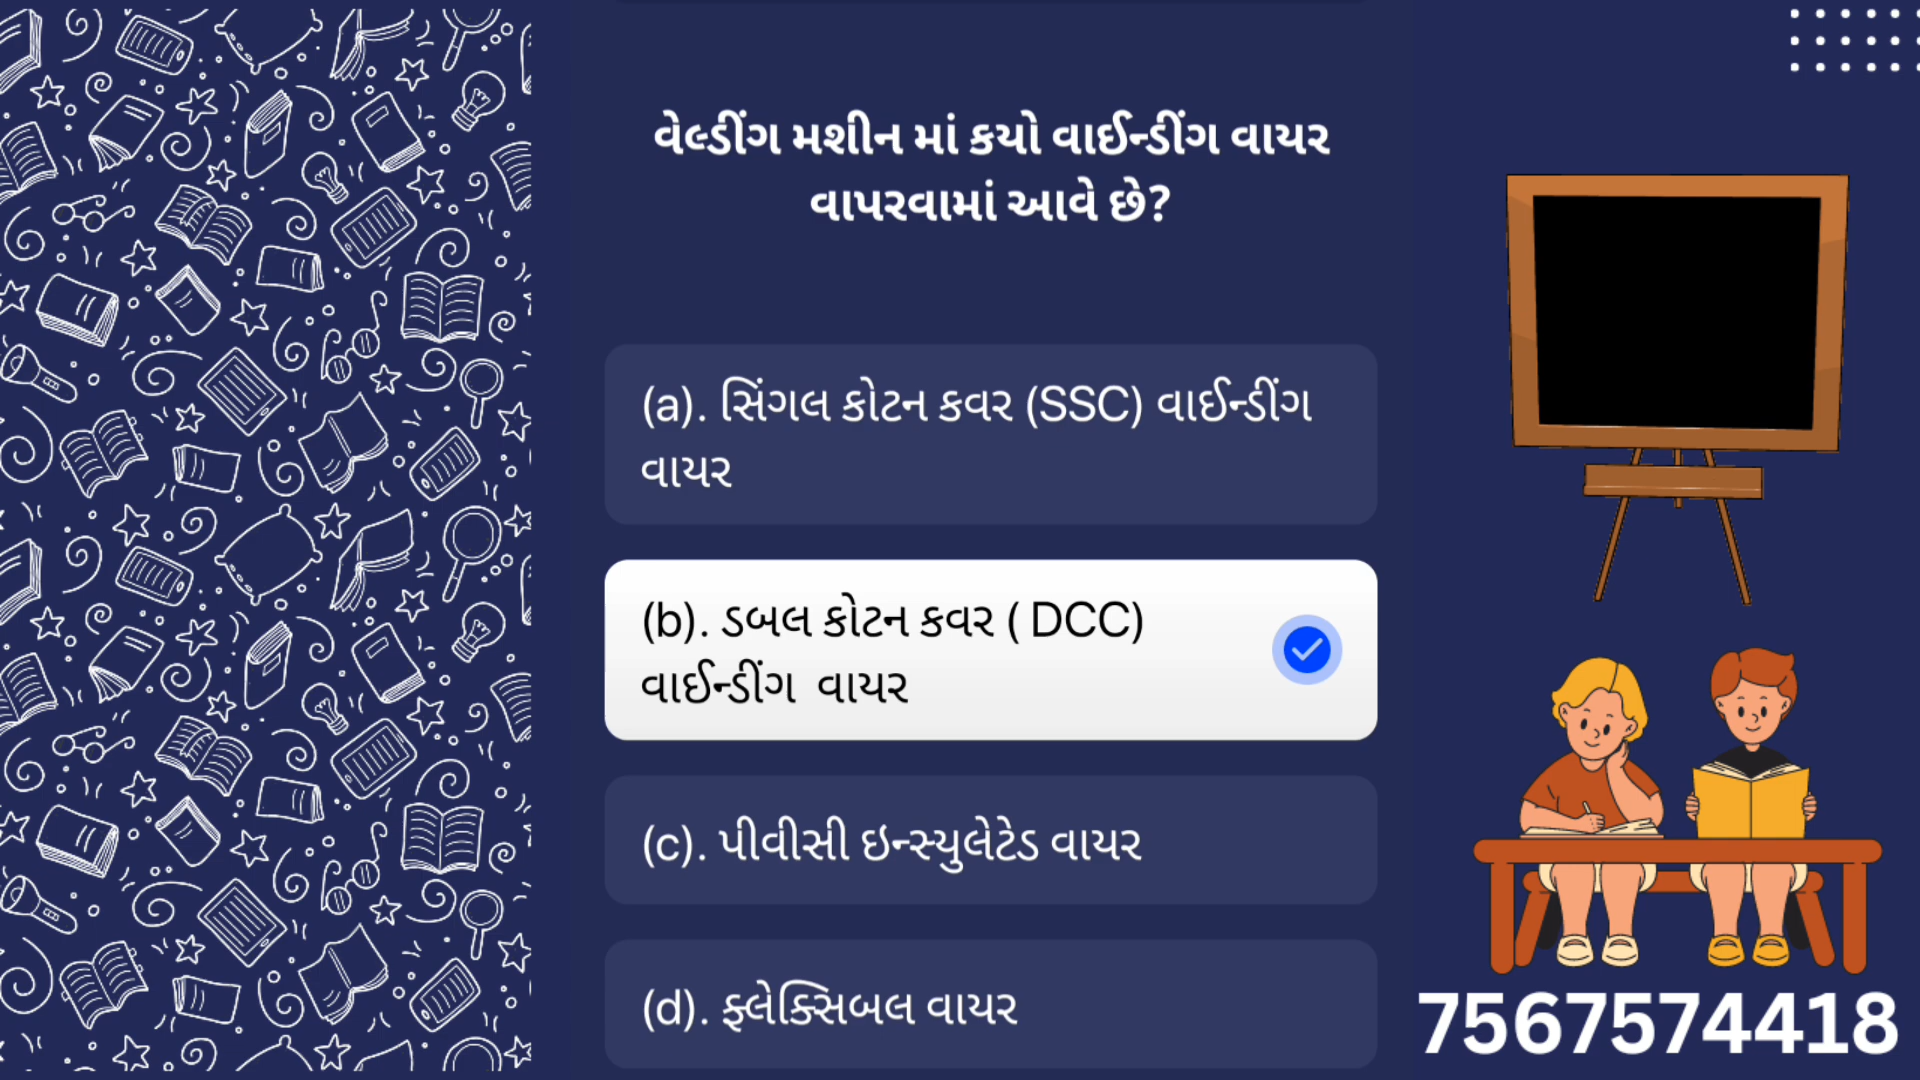 વેલ્ડીંગ મશીન માં કયો વાઈન્ડીંગ વાયર
વાપરવામાં આવે છે?
(a). સિંગલ કોટન કવર (SSC) વાઈન્ડીંગ
વાયર
(b). ડબલ કોટન કવર ( DCC)
વાઈન્ડીંગ  વાયર
(c). પીવીસી ઇન્સ્યુલેટેડ વાયર
(d). ફ્લેક્સિબલ વાયર
7567574418